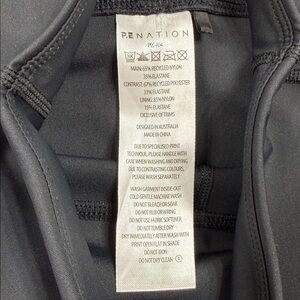 P.E NATION
MAIN: 65% RECYCLED NYLON
35% ELASTANE
CONTRAST: 67% RECYCLED POLYESTER
33% ELASTANE
LINING: 85% NYLON
15% ELASTANE
EXCLUSIVE OF TRIMS
DESIGNED IN AUSTRALIA
MADE IN CHINA
DUE TO SPECIALISED PRINT
TECHNIQUE, PLEASE HANDLE WITH
CARE WHEN WASHING AND DRYING
DUE TO CONTRASTING COLOURS,
PLEASE WASH SEPARATELY
WASH GARMENT INSIDE-OUT
COLD GENTLE MACHINE WASH
DO NOT BLEACH OR SOAK
DO NOT RUB OR WRING
DO NOT USE FABRIC SOFTENER
DO NOT TUMBLE DRY
DRY IMMEDIATELY AFTER WASH WITH
PRINT OPEN FLAT IN SHADE
DO NOT IRON
DO NOT DRY CLEAN